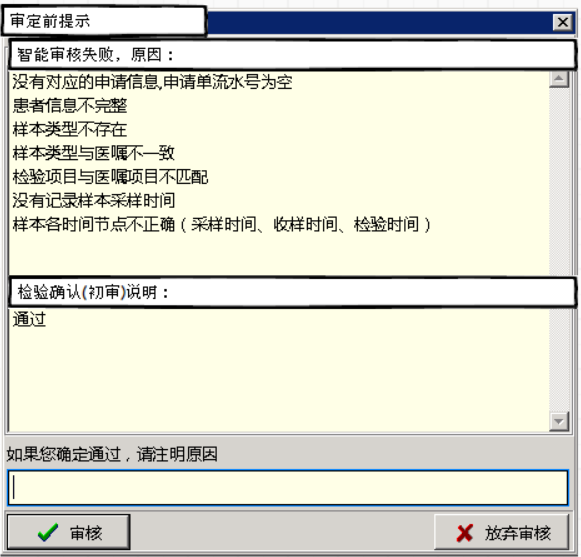 审定前提示
智能审核失败，原因：
没有对应的申请信息,申请单流水号为空
患者信息不完整
样本类型不存在
样本类型与医嘱不一致
检验项目与医嘱项目不匹配
没有记录样本采样时间
样本各时间节点不正确（采样时间、收样时间、检验时间）
检验确认(初审)说明：
通过
如果您确定通过，请注明原因
审核
放弃审核